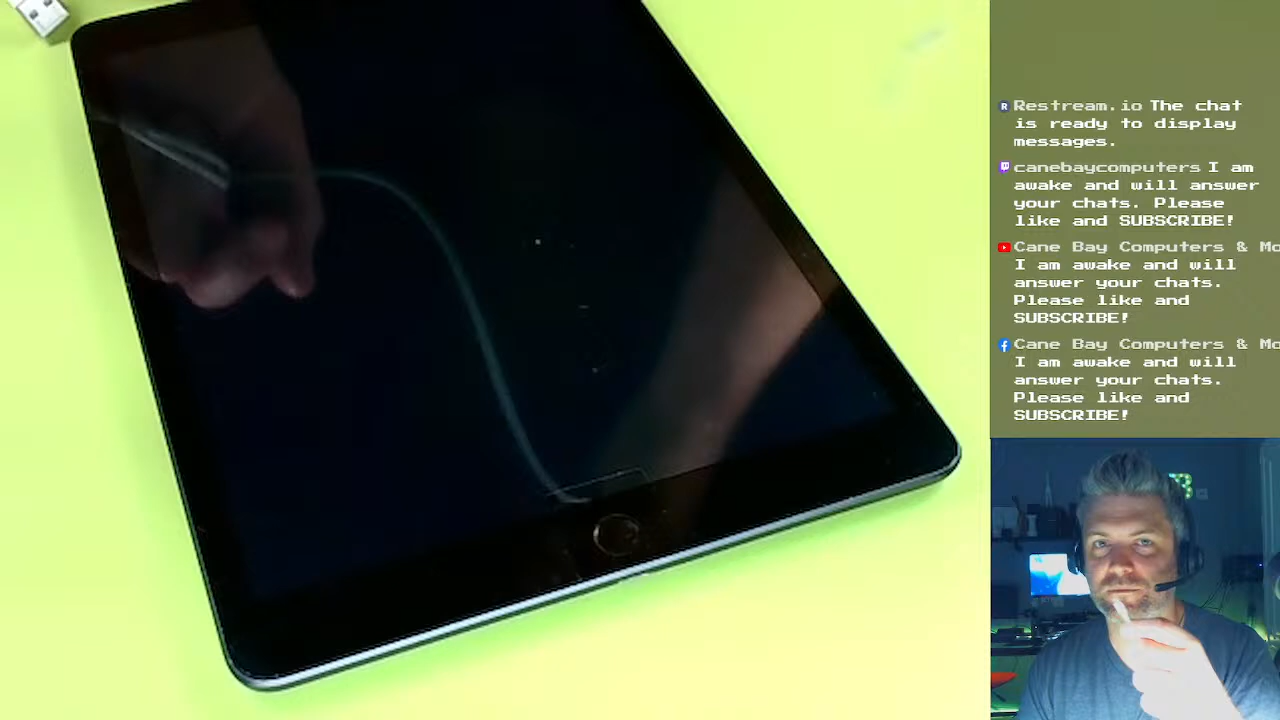 Restream.io The chat
is ready to display
messages.
canebaycomputers I am
awake and will answer
your chats. Please
like and SUBSCRIBE!
Cane Bay Computers & Mo
I am awake and will
answer your chats.
Please like and
SUBSCRIBE!
Cane Bay Computers & Mo
I am awake and will
answer your chats.
Please like and
SUBSCRIBE!